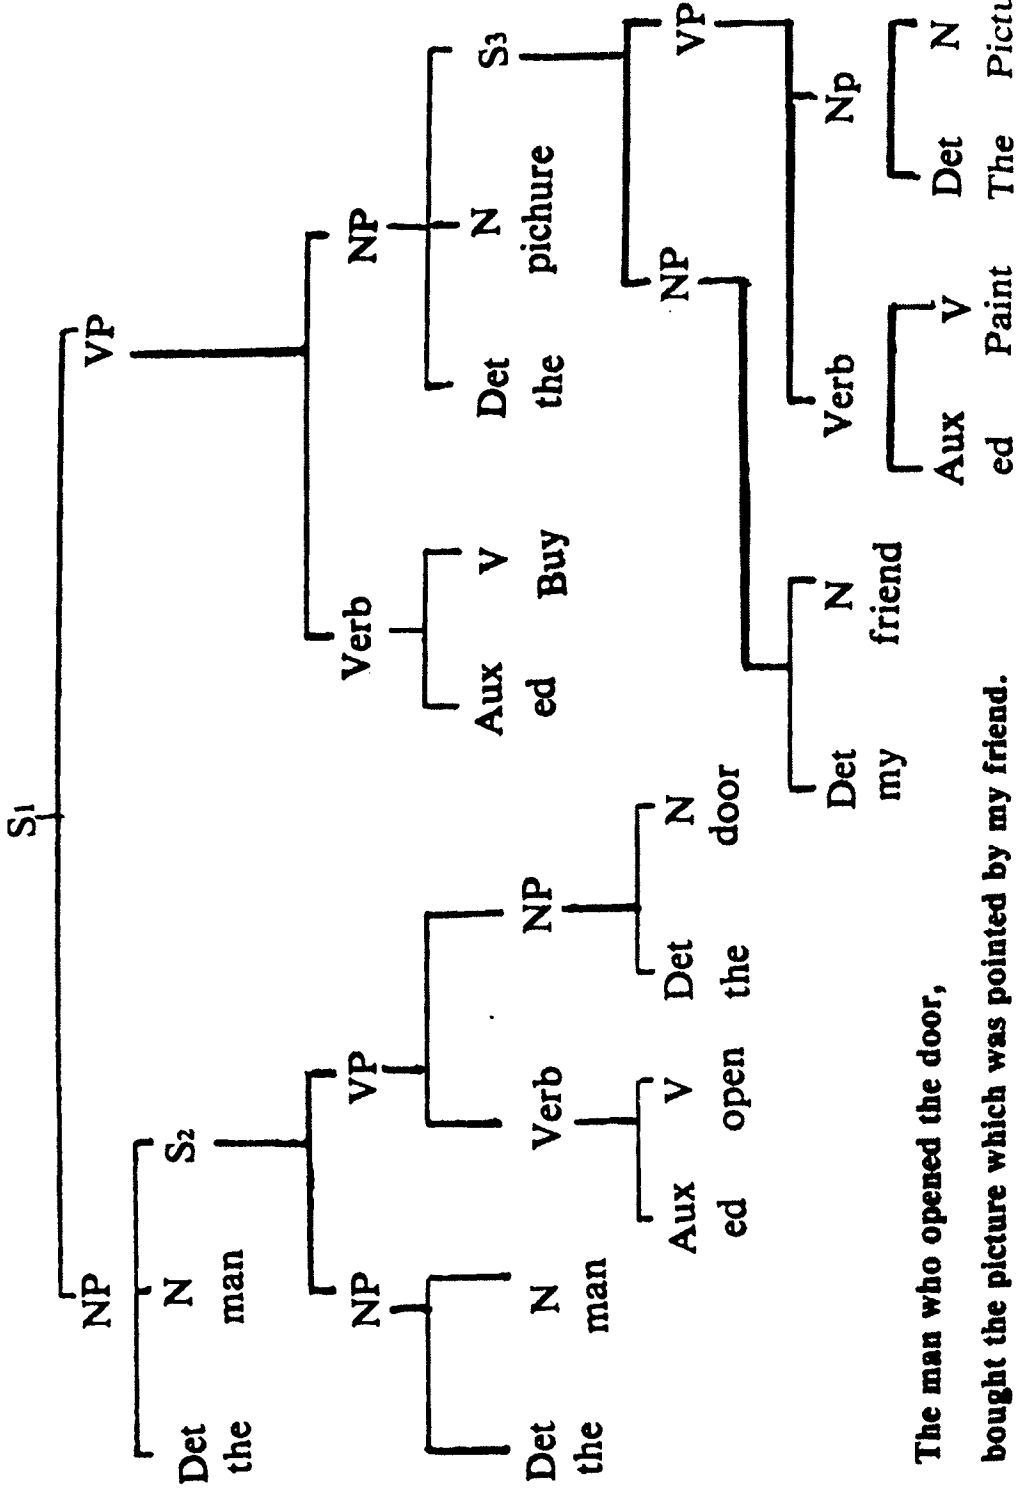 S1
NP VP
Det N S2 Verb NP
the man
NP VP Aux V Det N S3
ed Buy the pichure
Det N Verb NP
the man
Aux V Det N NP VP
ed open the door
Det N Verb Np
my friend
Aux V Det N
ed Paint The
The man who opened the door,
bought the picture which was pointed by my friend.